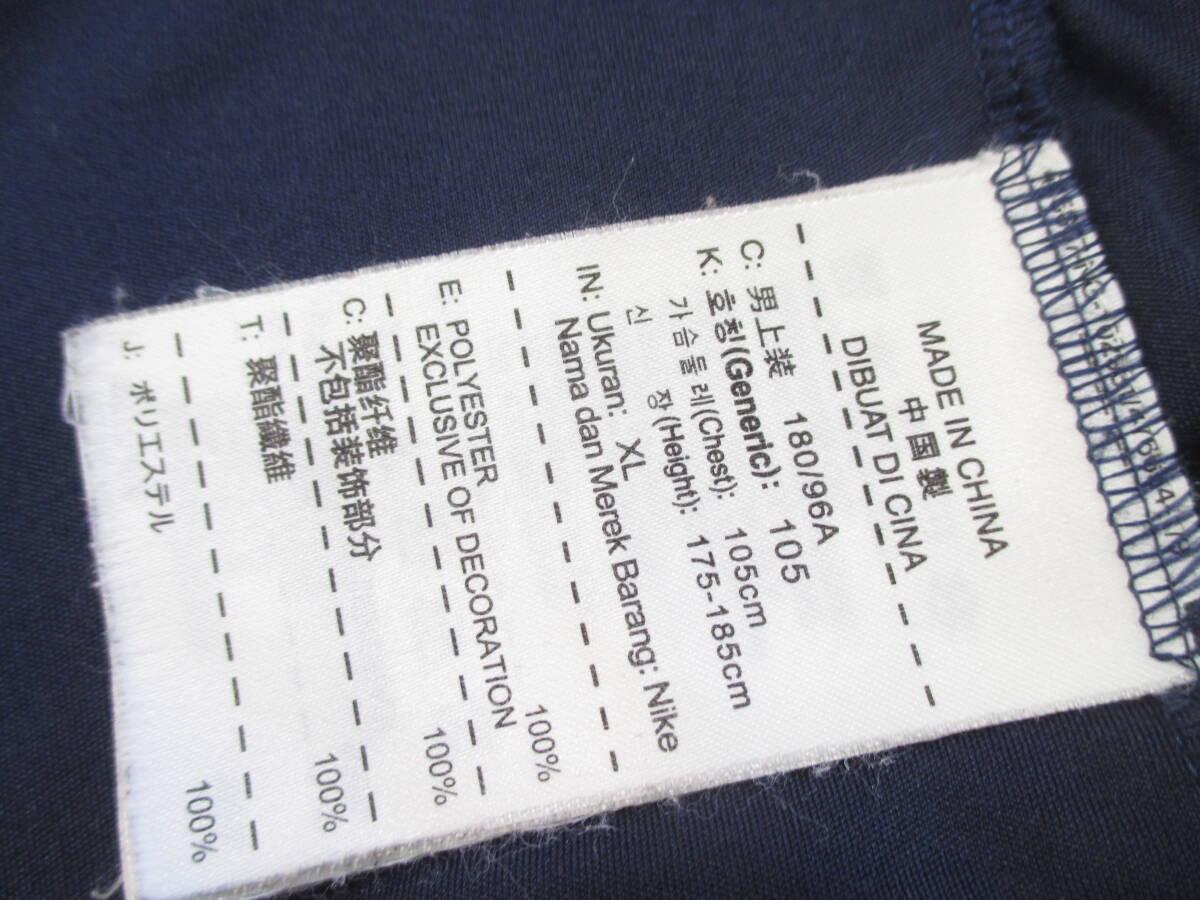 MADE IN CHINA
中国製
DIBUAT DI CINA
C: 男上装 180/96A
K: 호칭(Generic): 105
가슴둘레(Chest): 105cm
신 장(Height): 175-185cm
IN: Ukuran: XL
Nama dan Merek Barang: Nike
E: POLYESTER 100%
EXCLUSIVE OF DECORATION
C: 聚酯纤维 100%
不包括装饰部分
T: 聚酯纖維 100%
J: ポリエステル 100%